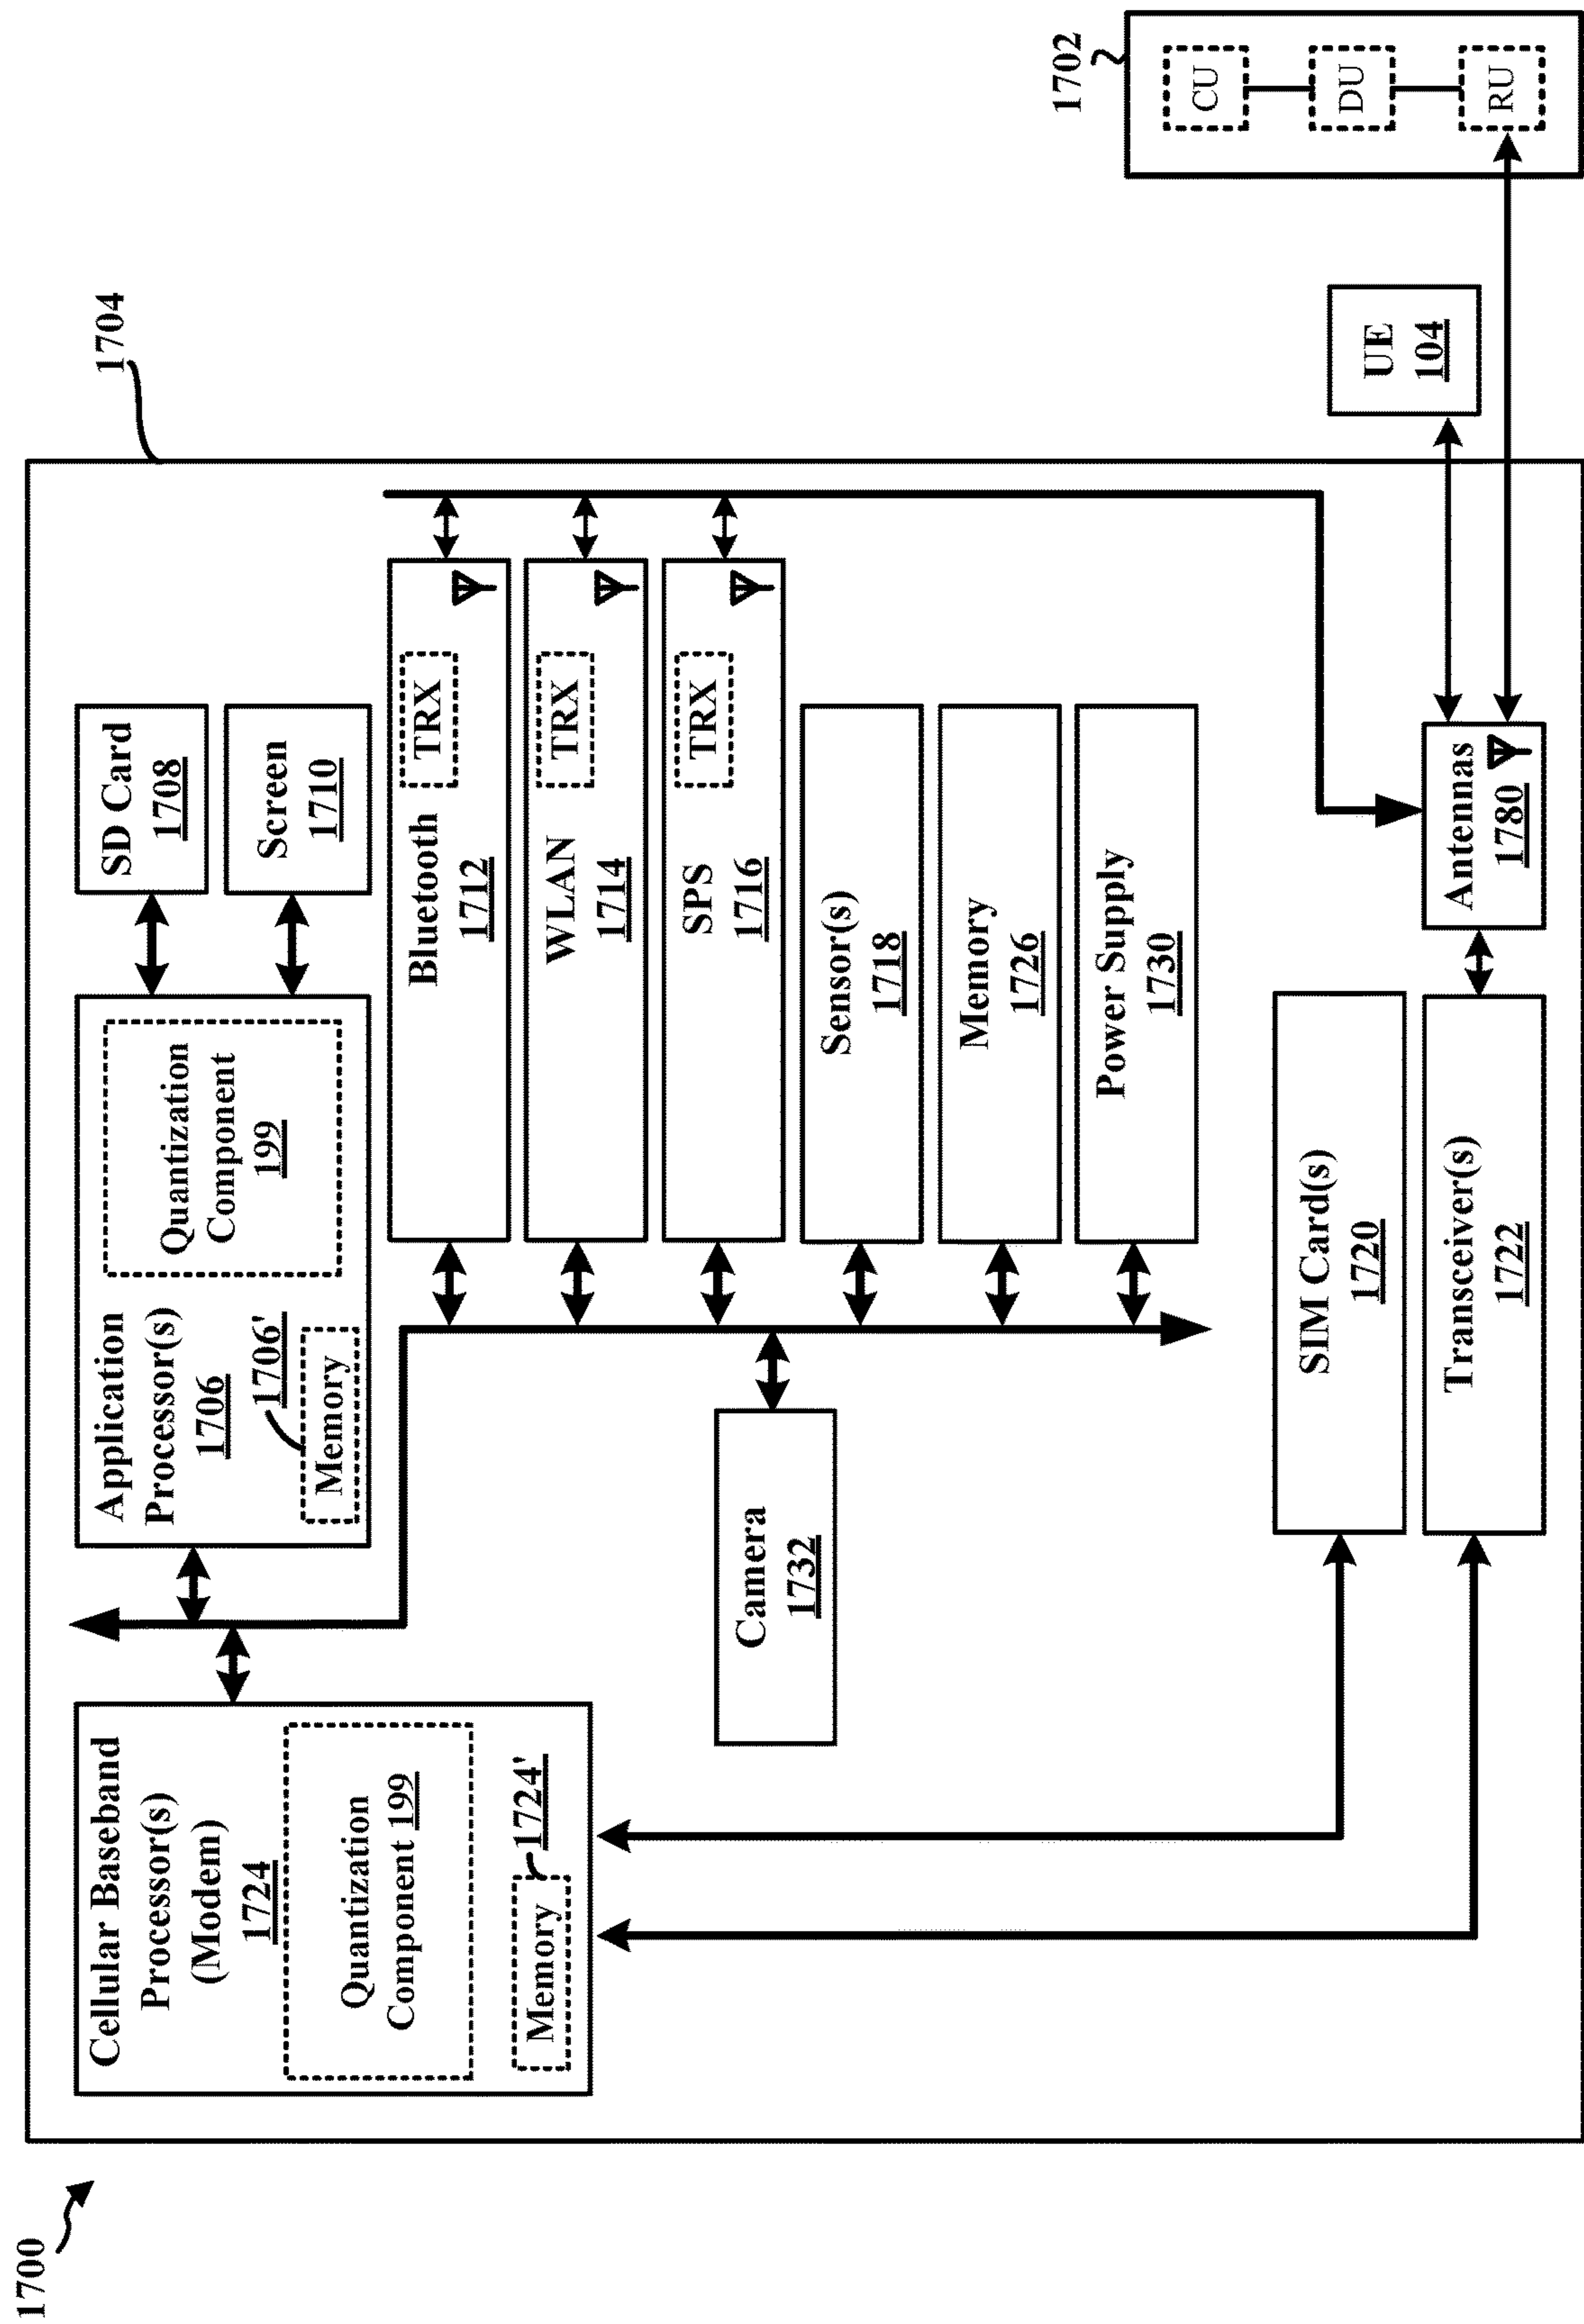 1700
1704
Cellular Baseband
Processor(s)
(Modem)
1724
Quantization
Component 199
1724'
Memory
Application
Processor(s)
1706
1706'
Memory
Quantization
Component
199
SD Card
1708
Screen
1710
Bluetooth
1712
TRX
WLAN
1714
TRX
SPS
1716
TRX
Sensor(s)
1718
Memory
1726
Power Supply
1730
Camera
1732
SIM Card(s)
1720
Transceiver(s)
1722
Antennas
1780
UE
104
1702
CU
DU
RU